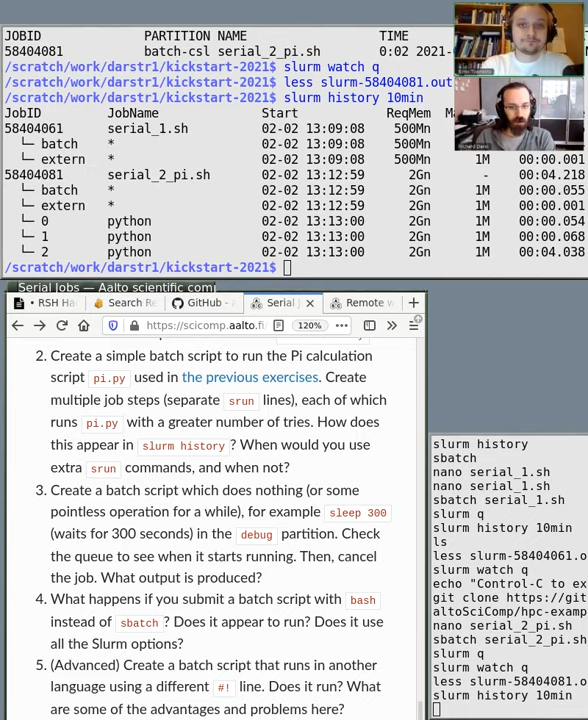 JOBID PARTITION NAME TIME
58404081 batch-csl serial_2_pi.sh 0:02 2021-
/scratch/work/darstr1/kickstart-2021$ slurm watch q
/scratch/work/darstr1/kickstart-2021$ less slurm-58404081.out
/scratch/work/darstr1/kickstart-2021$ slurm history 10min
JobID JobName Start ReqMem M
58404061 serial_1.sh 02-02 13:09:08 500Mn
└─ batch * 02-02 13:09:08 500Mn
└─ extern * 02-02 13:09:08 500Mn 1M 00:00.001
58404081 serial_2_pi.sh 02-02 13:12:59 2Gn - 00:04.218
└─ batch * 02-02 13:12:59 2Gn 1M 00:00.055
└─ extern * 02-02 13:12:59 2Gn 1M 00:00.001
└─ 0 python 02-02 13:13:00 2Gn 1M 00:00.054
└─ 1 python 02-02 13:13:00 2Gn 1M 00:00.068
└─ 2 python 02-02 13:13:00 2Gn 1M 00:04.038
/scratch/work/darstr1/kickstart-2021$
Serial Jobs — Aalto scientific com
• RSH Ha
Search Re
GitHub - a
Serial J ×
Remote w
+
https://scicomp.aalto.fi
120%
2. Create a simple batch script to run the Pi calculation
script pi.py used in the previous exercises. Create
multiple job steps (separate srun lines), each of which
runs pi.py with a greater number of tries. How does
this appear in slurm history ? When would you use
extra srun commands, and when not?
3. Create a batch script which does nothing (or some
pointless operation for a while), for example sleep 300
(waits for 300 seconds) in the debug partition. Check
the queue to see when it starts running. Then, cancel
the job. What output is produced?
4. What happens if you submit a batch script with bash
instead of sbatch ? Does it appear to run? Does it use
all the Slurm options?
5. (Advanced) Create a batch script that runs in another
language using a different #! line. Does it run? What
are some of the advantages and problems here?
slurm history
sbatch
nano serial_1.sh
nano serial_1.sh
sbatch serial_1.sh
slurm q
slurm history 10min
ls
less slurm-58404061.o
slurm watch q
echo "Control-C to ex
git clone https://git
altoSciComp/hpc-examp
nano serial_2_pi.sh
sbatch serial_2_pi.sh
slurm q
slurm watch q
less slurm-58404081.o
slurm history 10min